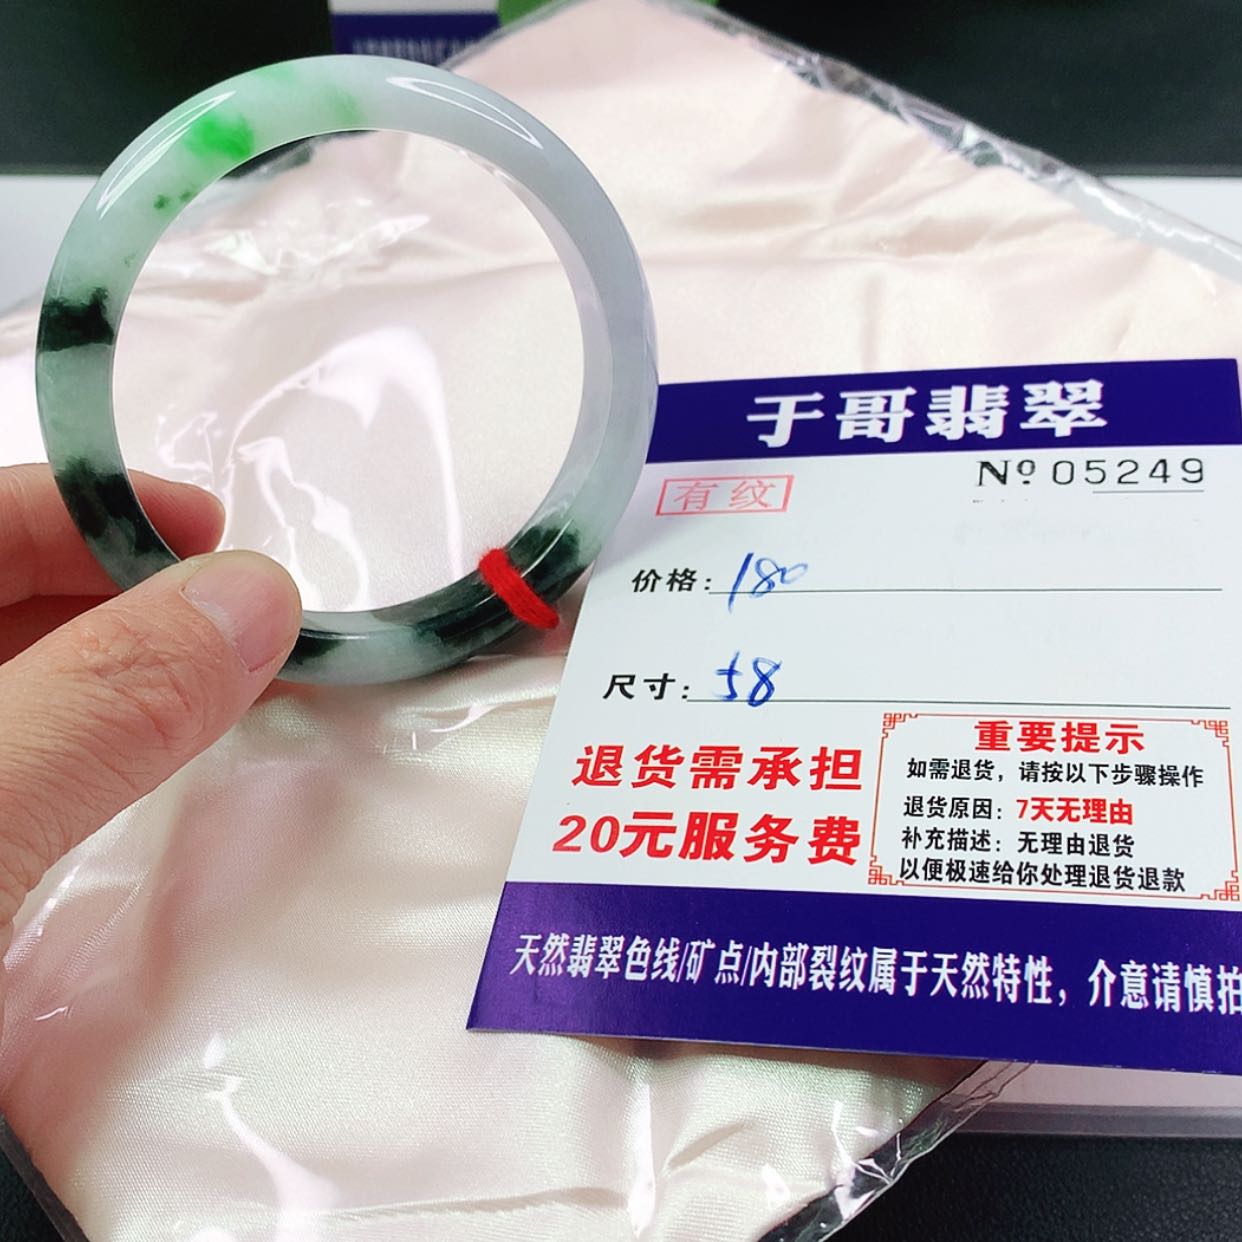 于哥翡翠
有纹
Nº 05249
价格: 180
尺寸: 58
退货需承担
20元服务费
重要提示
如需退货，请按以下步骤操作
退货原因：7天无理由
补充描述：无理由退货
以便极速给你处理退货退款
天然翡翠色线/矿点/内部裂纹属于天然特性，介意请慎拍